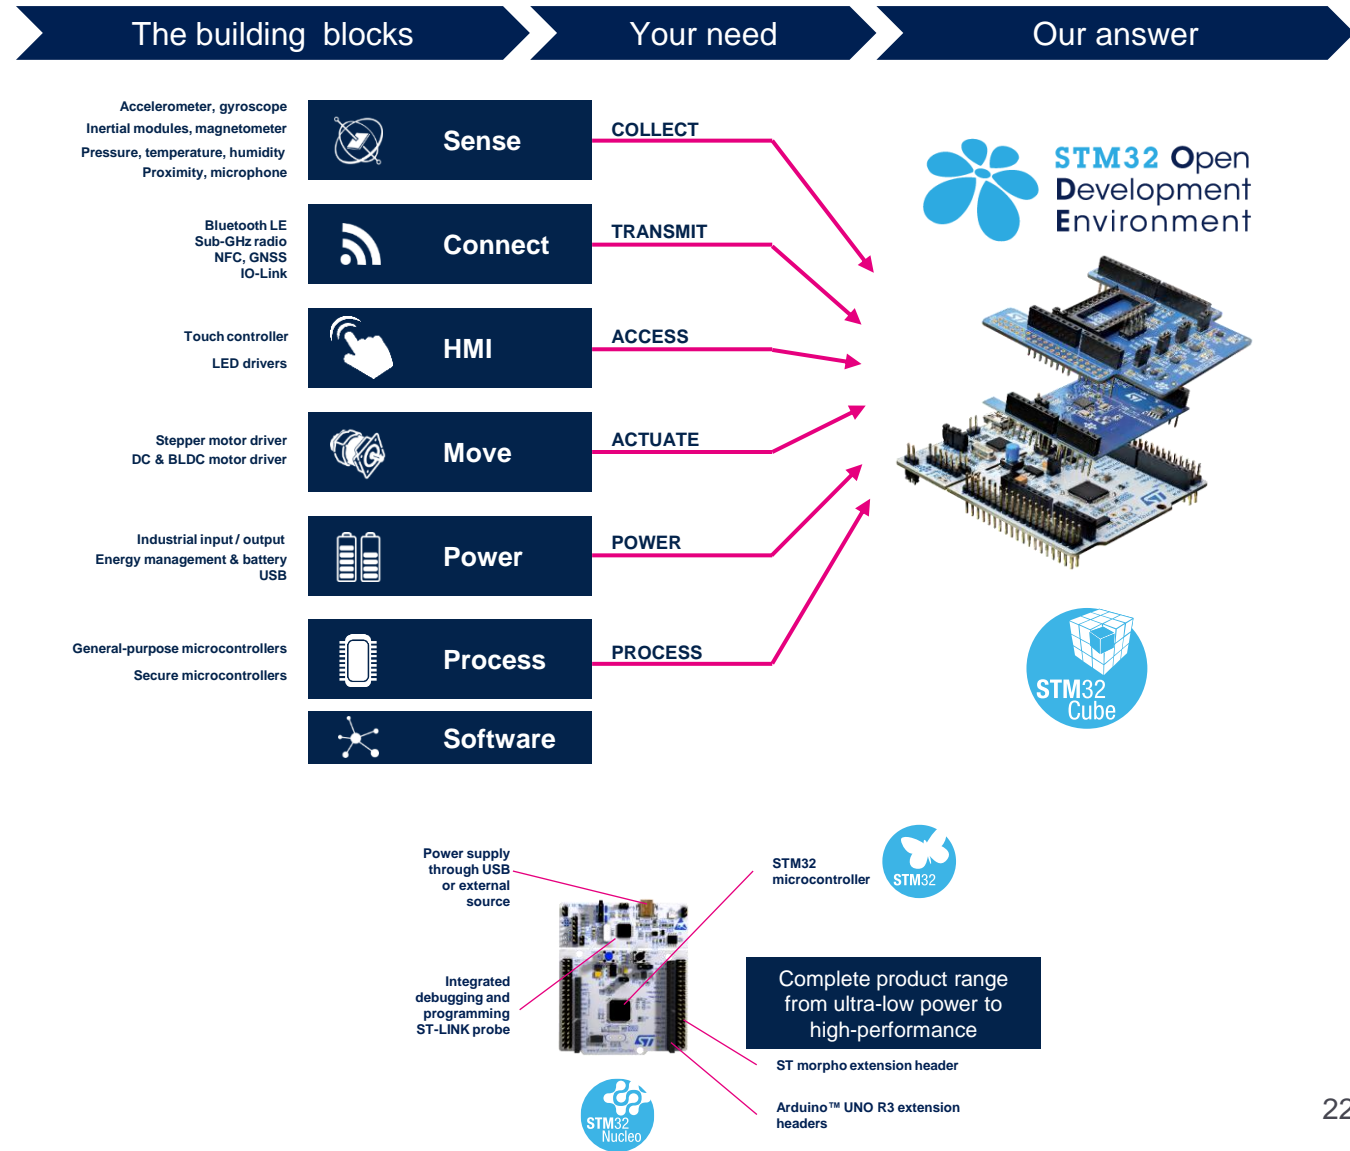 The building blocks
Your need
Our answer
Accelerometer, gyroscope
Inertial modules, magnetometer
Pressure, temperature, humidity
Proximity, microphone
Sense
COLLECT
STM32 Open
Development
Environment
Bluetooth LE
Sub-GHz radio
NFC, GNSS
IO-Link
Connect
TRANSMIT
Touch controller
LED drivers
HMI
ACCESS
Stepper motor driver
DC & BLDC motor driver
Move
ACTUATE
Industrial input / output
Energy management & battery
USB
Power
POWER
General-purpose microcontrollers
Secure microcontrollers
Process
PROCESS
STM32
Cube
Software
Power supply
through USB
or external
source
STM32
microcontroller
STM32
Integrated
debugging and
programming
ST-LINK probe
Complete product range
from ultra-low power to
high-performance
ST morpho extension header
Arduino™ UNO R3 extension
headers
STM32
Nucleo
22